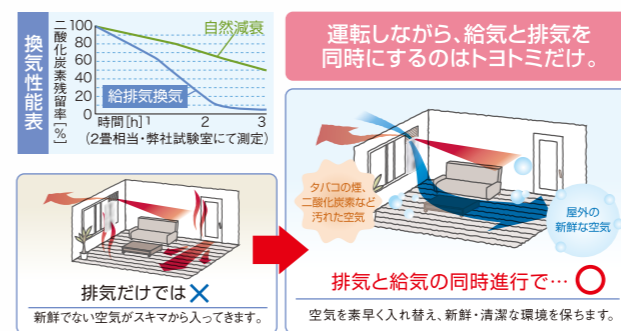 換気性能表
二酸化炭素残留率[%]
100
80
60
40
20
0
自然減衰
給排気換気
時間[h] 1 2 3
(2畳相当・弊社試験室にて測定)
運転しながら、給気と排気を
同時にするのはトヨトミだけ。
排気だけでは×
新鮮でない空気がスキマから入ってきます。
タバコの煙、
二酸化炭素など
汚れた空気
屋外の
新鮮な空気
排気と給気の同時進行で… ○
空気を素早く入れ替え、新鮮・清潔な環境を保ちます。